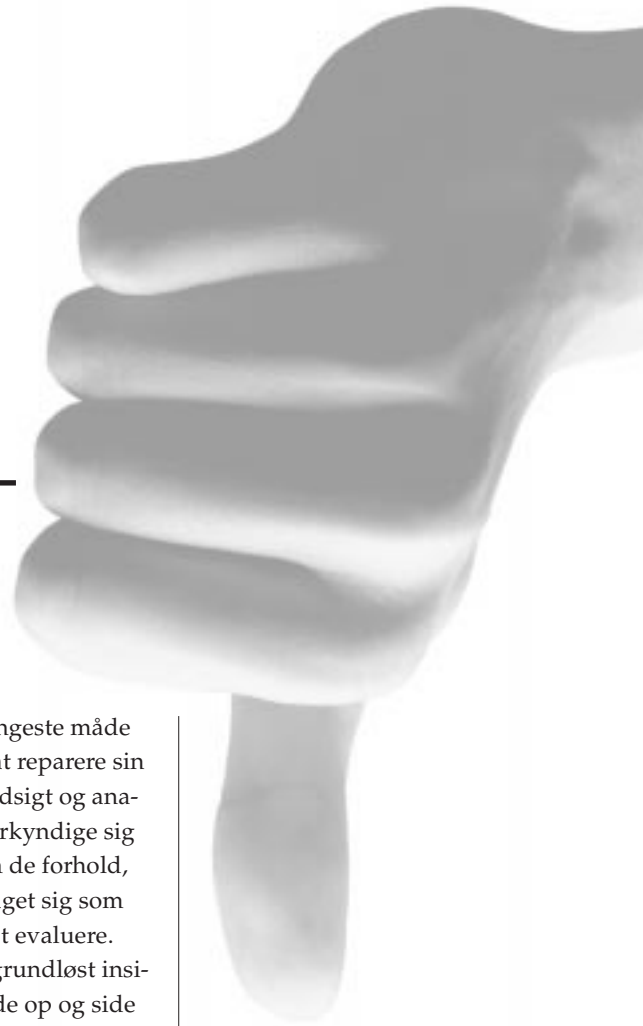 ngeste måde
at reparere sin
dsigt og ana-
rkyndige sig
de forhold,
get sig som
t evaluere.
grundløst insi-
de op og side